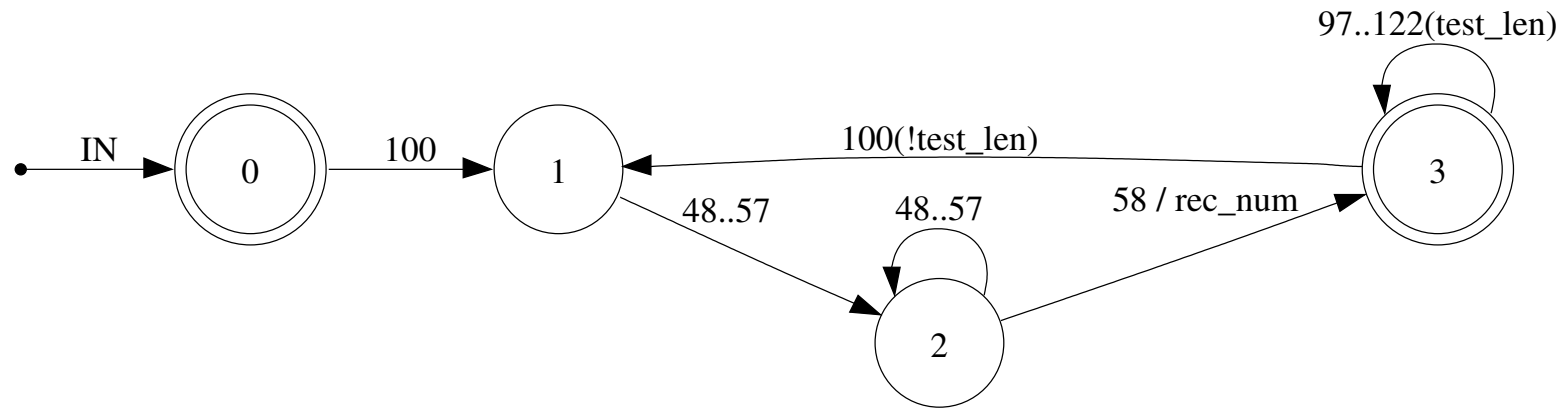 97..122(test_len)
IN
0
100
1
100(!test_len)
3
48..57
48..57
58 / rec_num
2